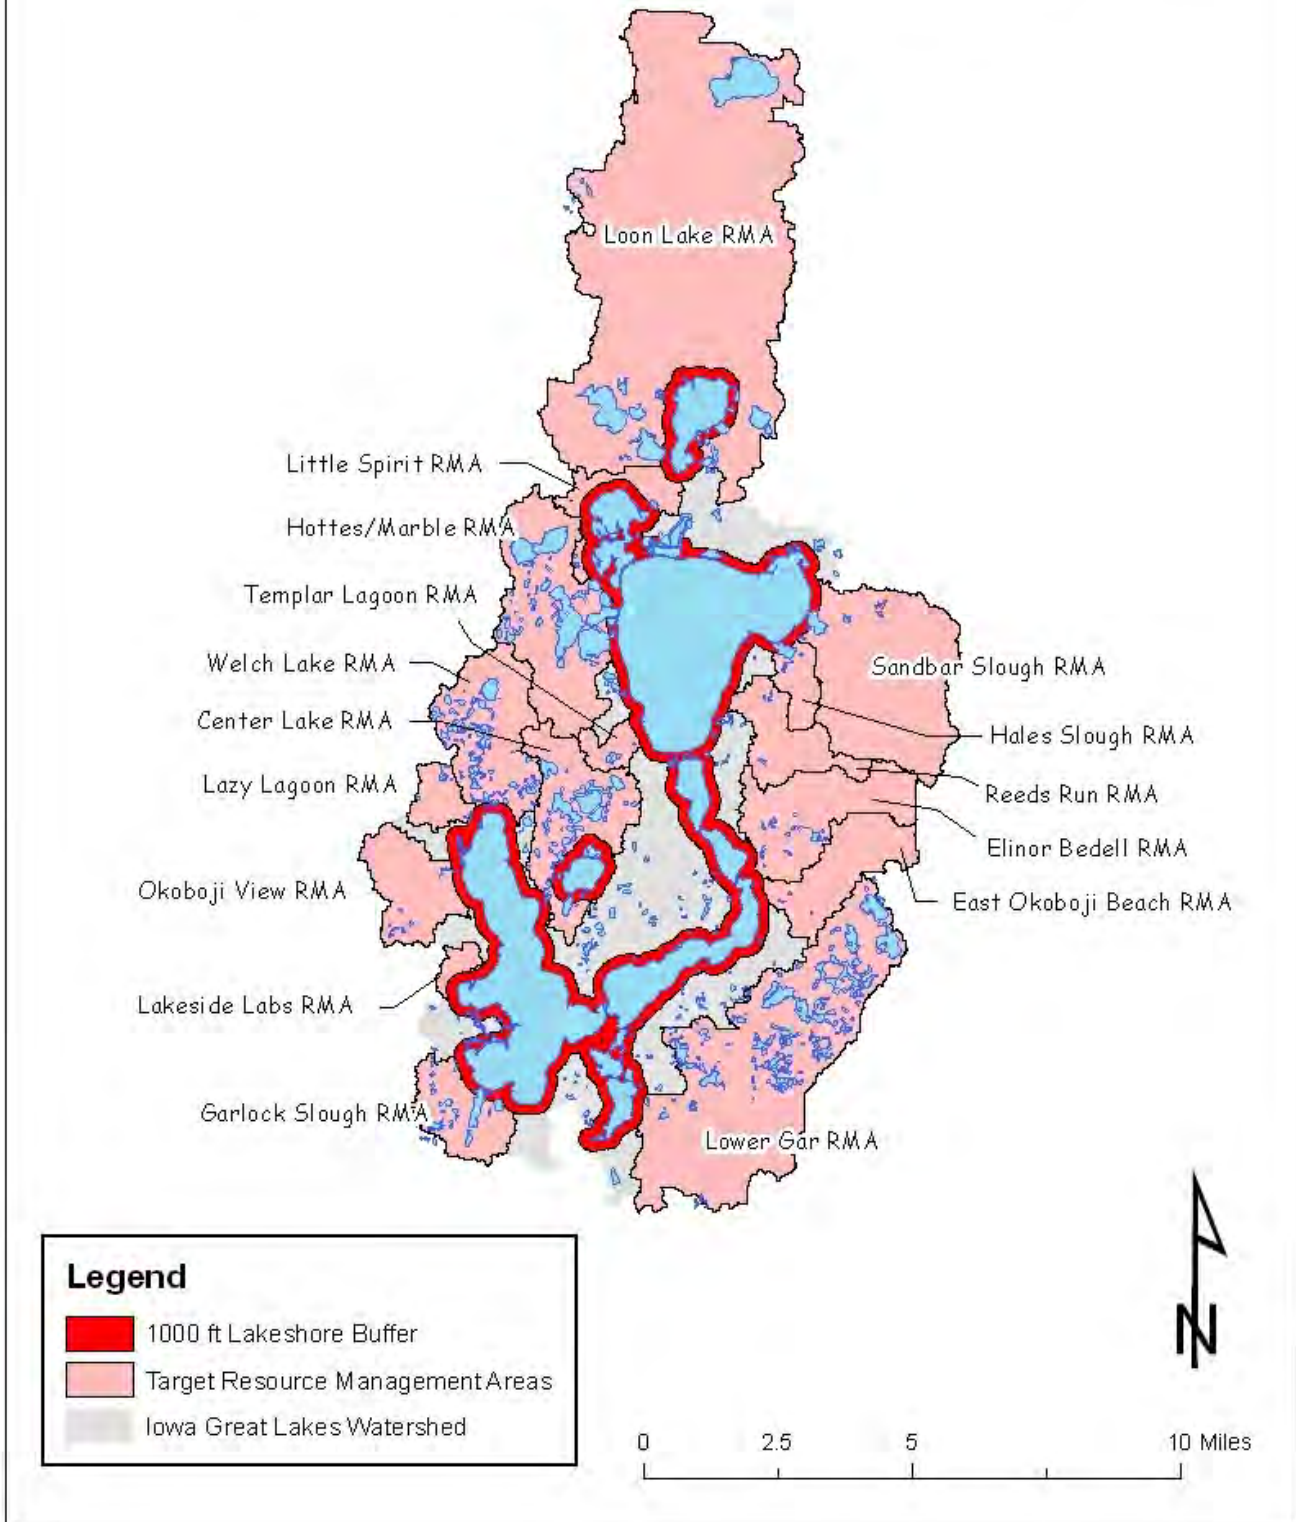 Loon Lake RMA
Little Spirit RMA
Hottes/Marble RMA
Templar Lagoon RMA
Welch Lake RMA
Sandbar Slough RMA
Center Lake RMA
Hales Slough RMA
Lazy Lagoon RMA
Reeds Run RMA
Elinor Bedell RMA
Okoboji View RMA
East Okoboji Beach RMA
Lakeside Labs RMA
Garlock Slough RMA
Lower Gar RMA
Legend
1000 ft Lakeshore Buffer
Target Resource Management Areas
Iowa Great Lakes Watershed
N
0 2.5 5 10 Miles